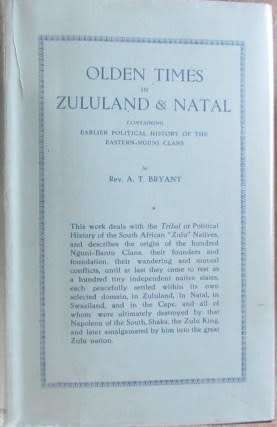 OLDEN TIMES
IN
ZULULAND & NATAL
CONTAINING
EARLIER POLITICAL HISTORY OF THE
EASTERN-NGUNI CLANS
by
Rev. A. T. BRYANT
*
This work deals with the Tribal or Political
History of the South African "Zulu" Natives,
and describes the origin of the hundred
Nguni-Bantu Clans, their founders and
foundation, their wandering and mutual
conflicts, until at last they came to rest as
a hundred tiny independent native states,
each peacefully settled within its own
selected domain, in Zululand, in Natal, in
Swaziland, and in the Cape, and all of
whom were ultimately destroyed by that
Napoleon of the South, Shaka, the Zulu King,
and later amalgamated by him into the great
Zulu nation.